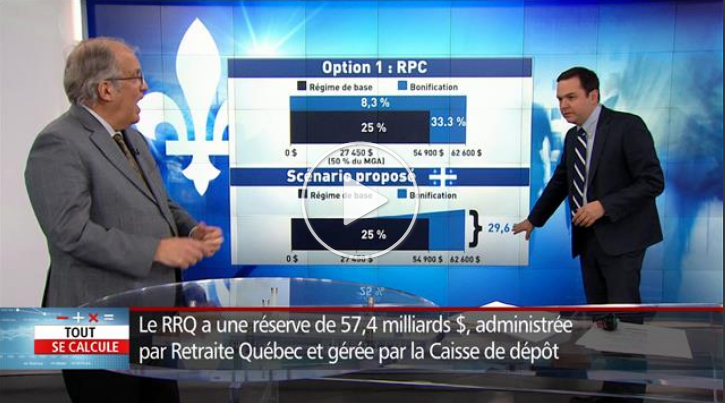 Option 1 : RPC
Régime de base Bonification
8,3 %
25 %
33.3 %
0 $ 27 450 $ 54 900 $ 62 600 $
(50 % du MGA)
Scénario proposé
Régime de base Bonification
25 %
29,6
0 $ 27 450 $ 54 900 $ 62 600 $
25 %
− + × =
TOUT
SE CALCULE
Le RRQ a une réserve de 57,4 milliards $, administrée
par Retraite Québec et gérée par la Caisse de dépôt